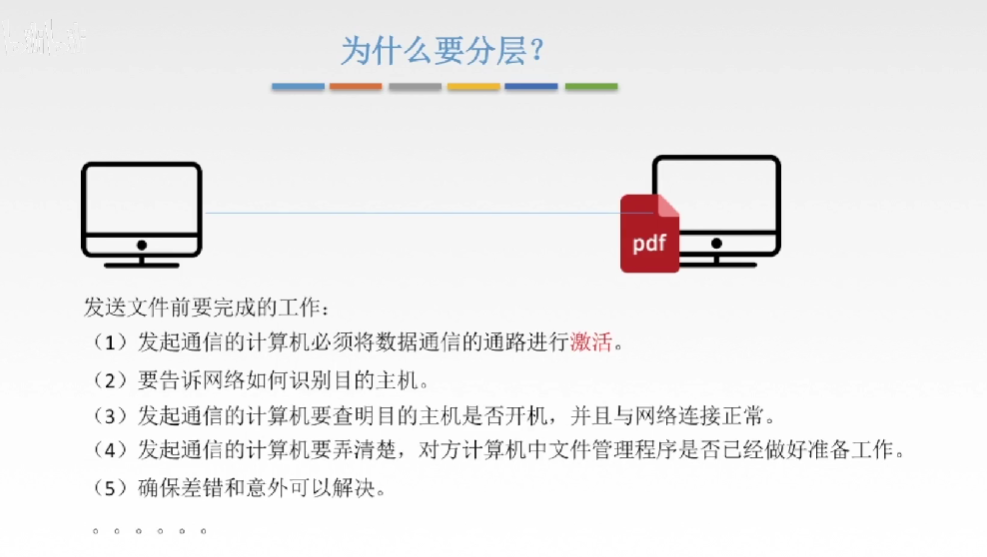 为什么要分层？
pdf
发送文件前要完成的工作：
（1）发起通信的计算机必须将数据通信的通路进行激活。
（2）要告诉网络如何识别目的主机。
（3）发起通信的计算机要查明目的主机是否开机，并且与网络连接正常。
（4）发起通信的计算机要弄清楚，对方计算机中文件管理程序是否已经做好准备工作。
（5）确保差错和意外可以解决。
。。。。。。